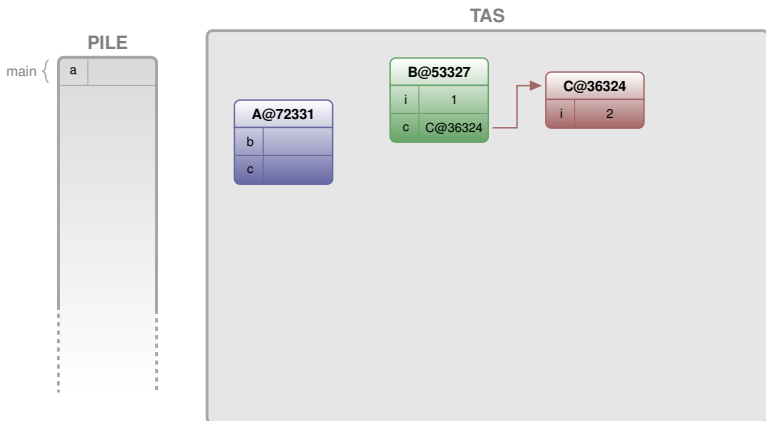 PILE
main
a
TAS
A@72331
b
c
B@53327
i 1
c C@36324
C@36324
i 2